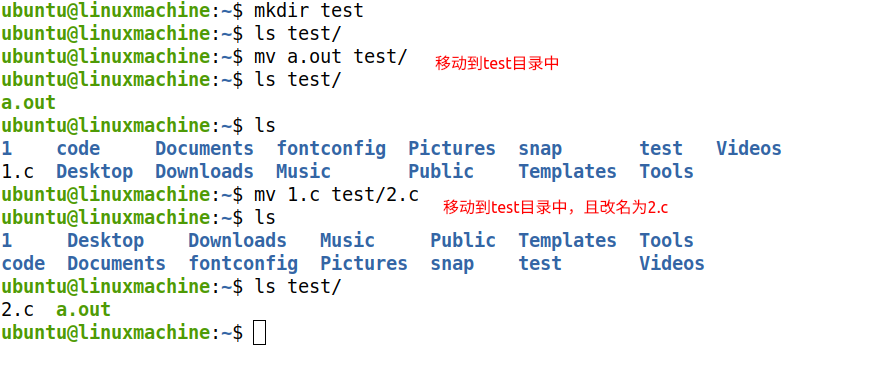 ubuntu@linuxmachine:~$ mkdir test
ubuntu@linuxmachine:~$ ls test/
ubuntu@linuxmachine:~$ mv a.out test/ 移动到test目录中
ubuntu@linuxmachine:~$ ls test/
a.out
ubuntu@linuxmachine:~$ ls
1    code     Documents  fontconfig  Pictures  snap       test   Videos
1.c  Desktop  Downloads  Music       Public    Templates  Tools
ubuntu@linuxmachine:~$ mv 1.c test/2.c 移动到test目录中，且改名为2.c
ubuntu@linuxmachine:~$ ls
1     Desktop    Downloads   Music     Public  Templates  Tools
code  Documents  fontconfig  Pictures  snap    test       Videos
ubuntu@linuxmachine:~$ ls test/
2.c  a.out
ubuntu@linuxmachine:~$